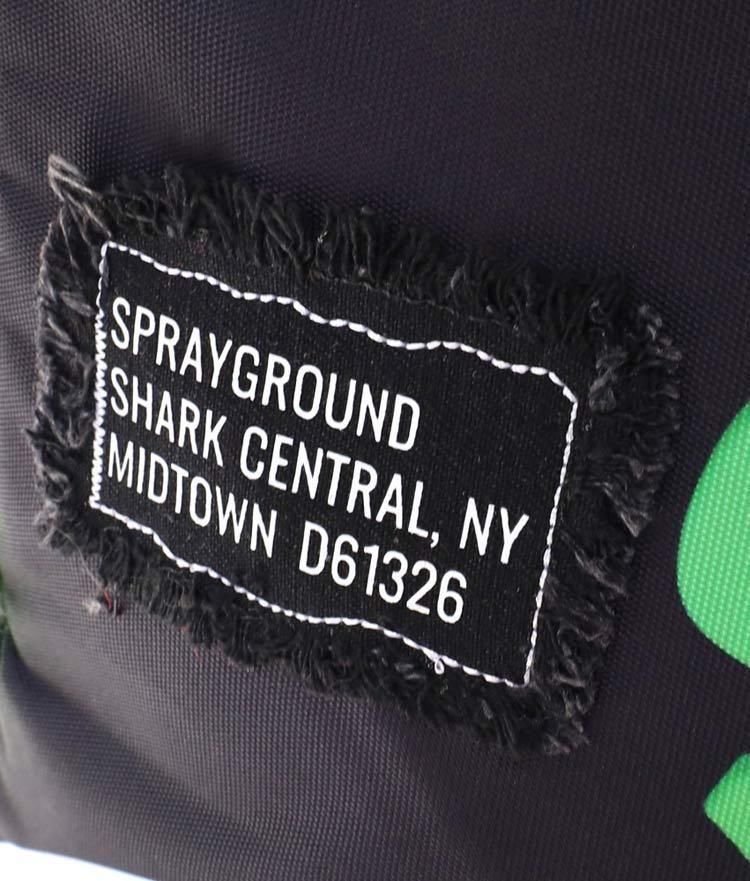 SPRAYGROUND
SHARK CENTRAL, NY
MIDTOWN D61326